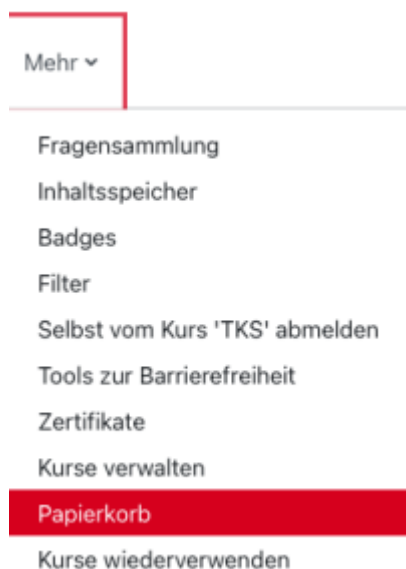 Mehr
Fragensammlung
Inhaltsspeicher
Badges
Filter
Selbst vom Kurs 'TKS' abmelden
Tools zur Barrierefreiheit
Zertifikate
Kurse verwalten
Papierkorb
Kurse wiederverwenden